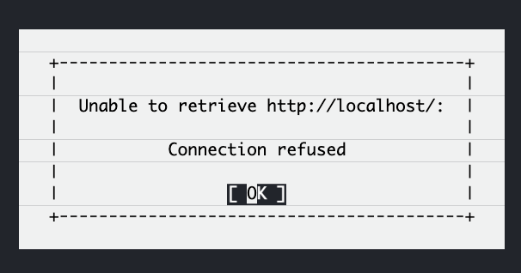 Unable to retrieve http://localhost/:
Connection refused
[ OK ]